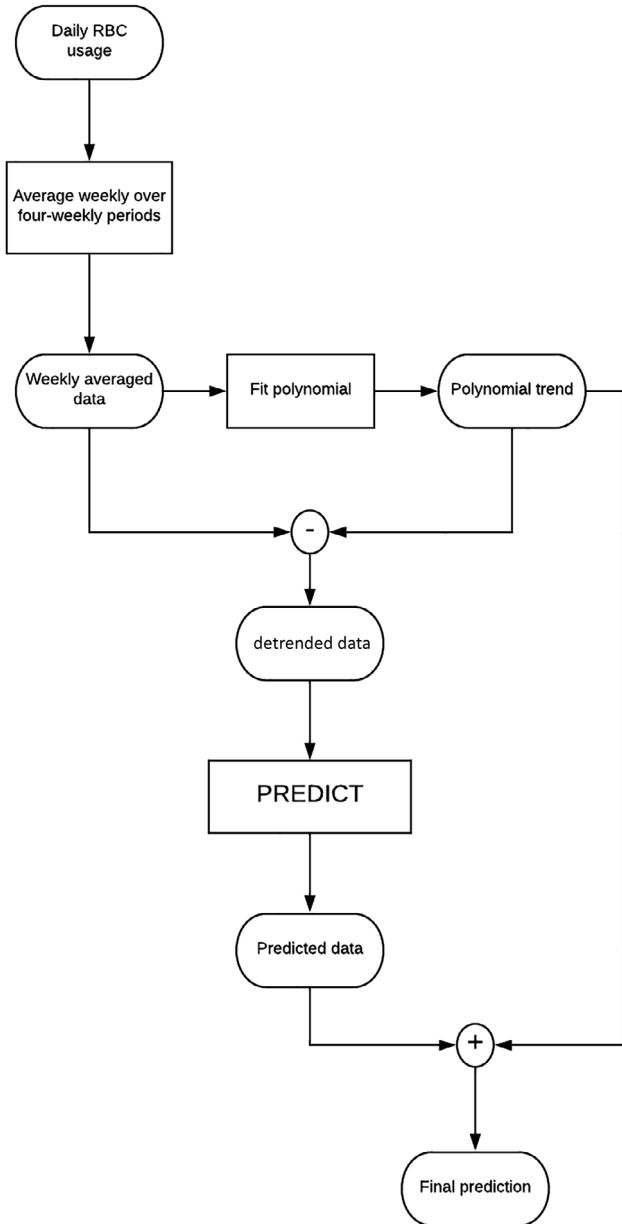 Daily RBC
usage
Average weekly over
four-weekly periods
Weekly averaged
data
Fit polynomial
Polynomial trend
-
detrended data
PREDICT
Predicted data
+
Final prediction